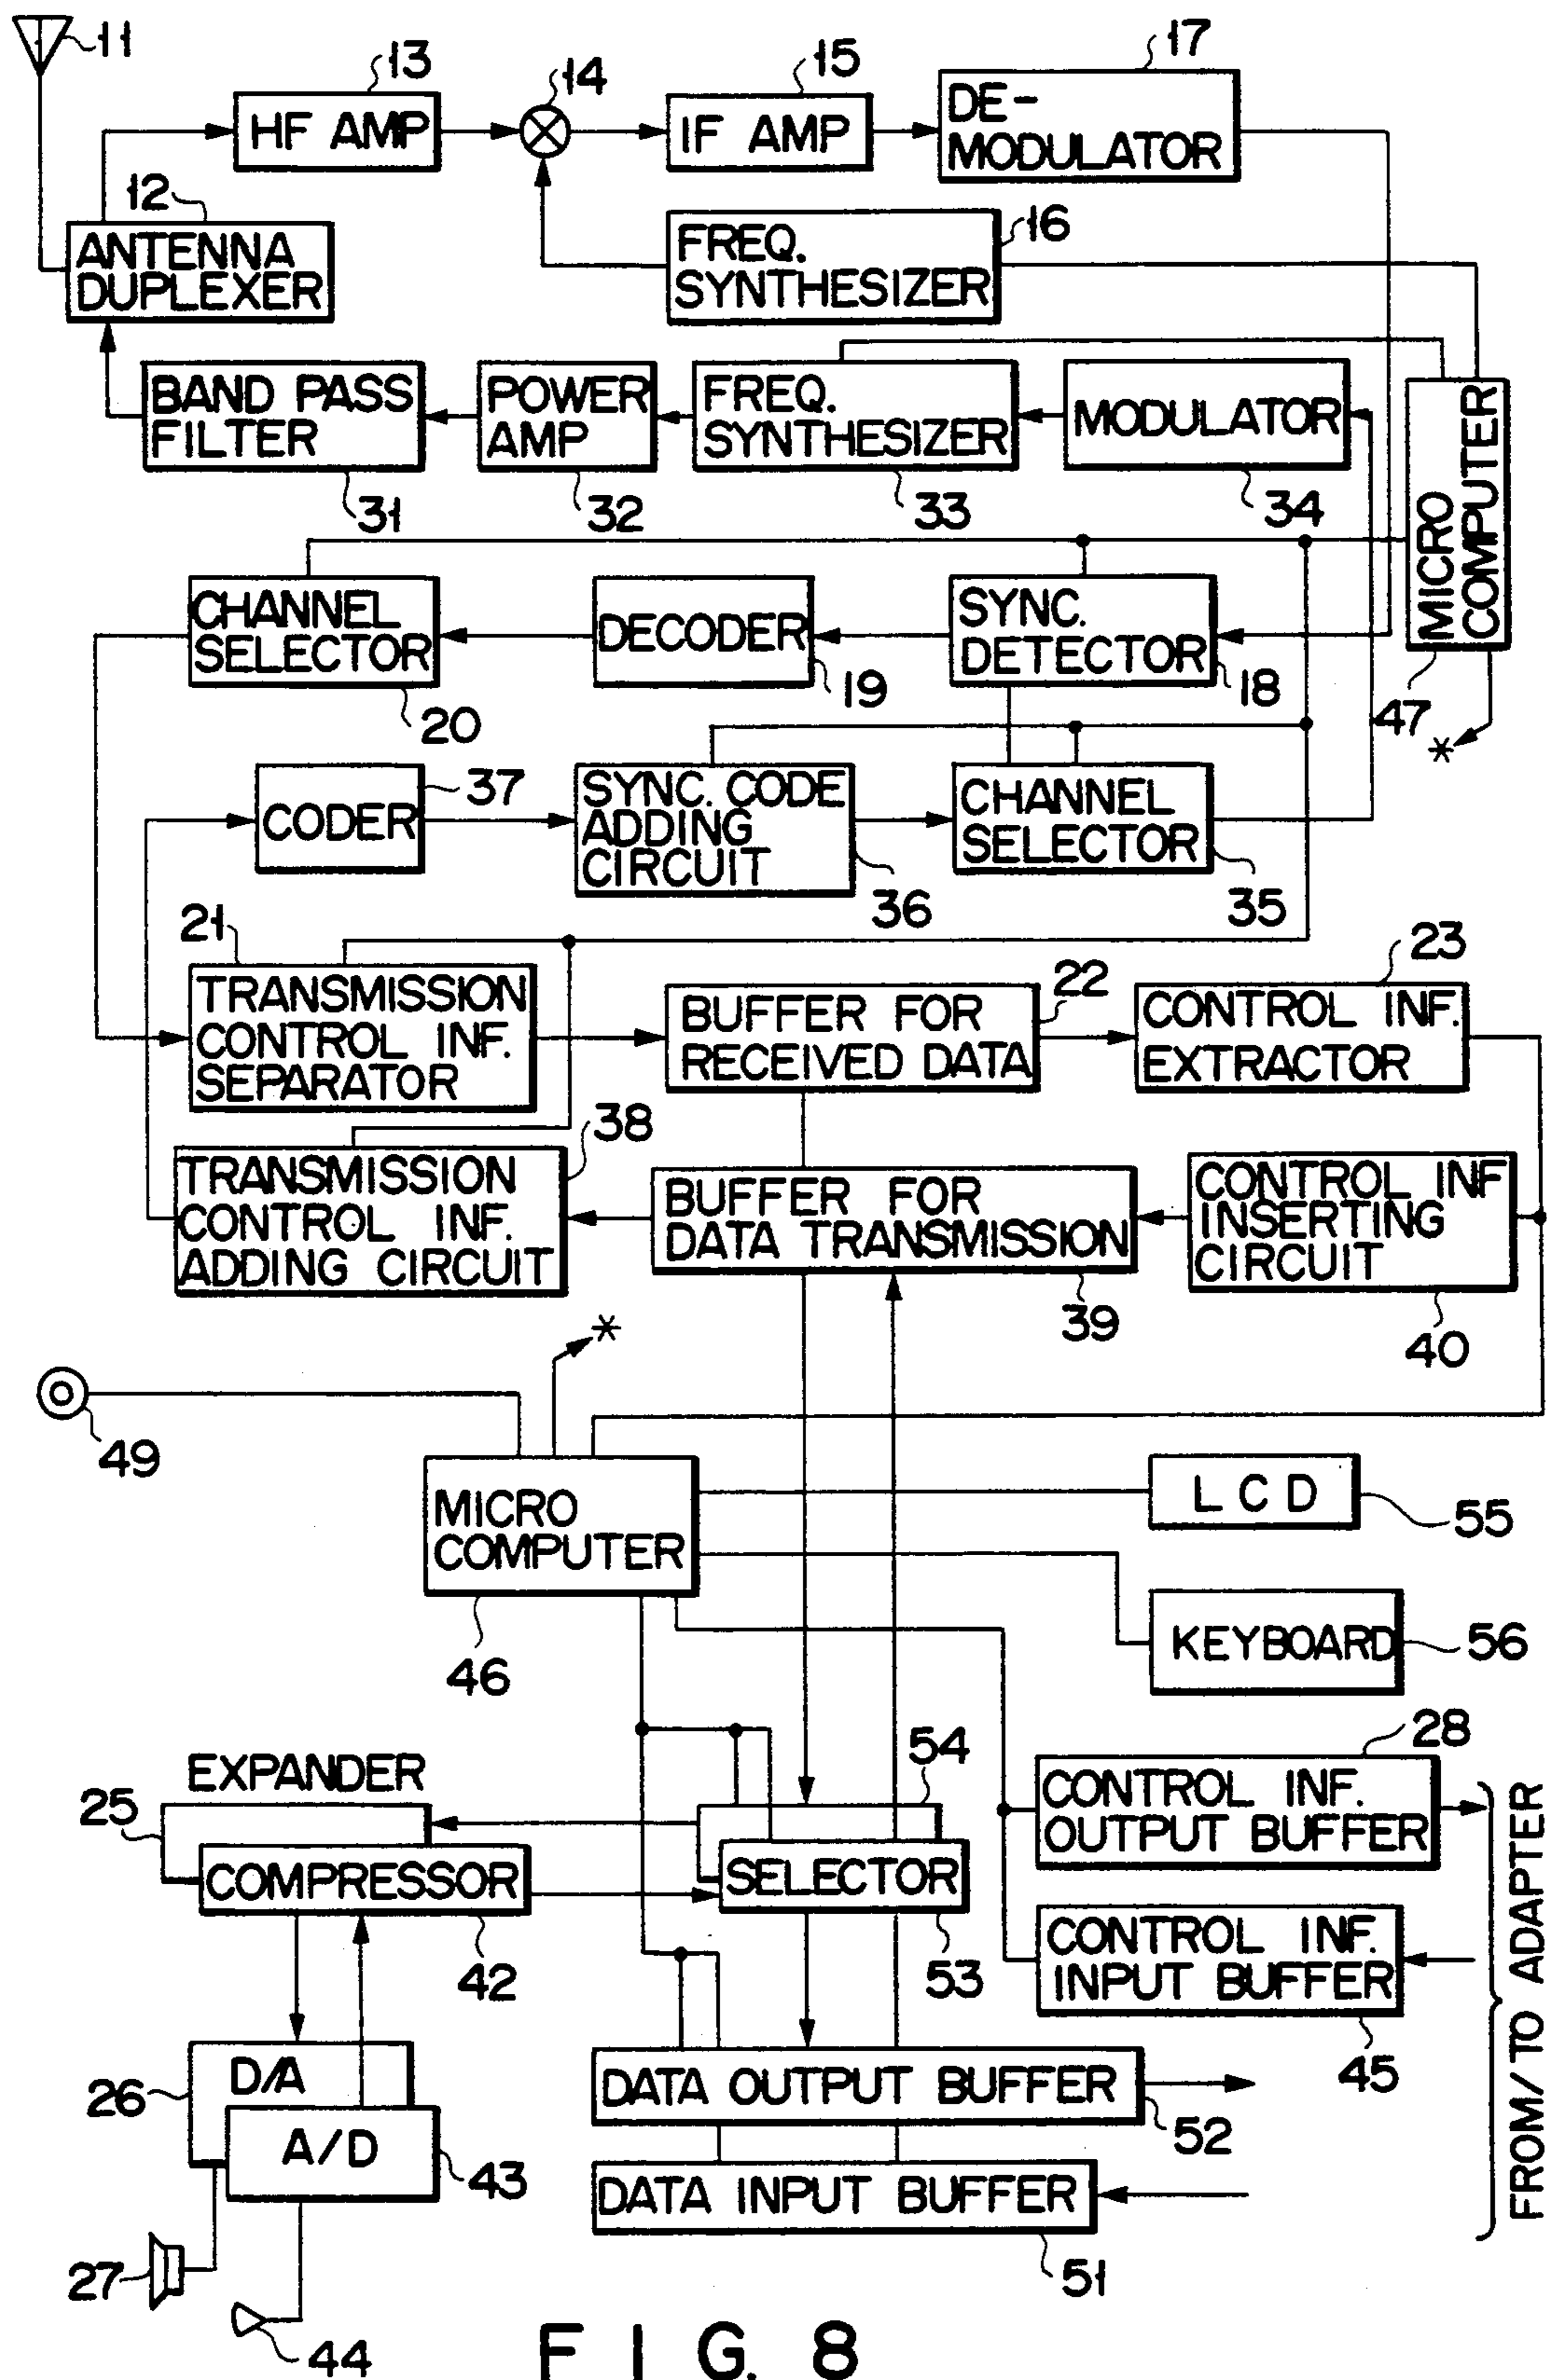 11
13
14
15
17
HF AMP
IF AMP
DE-
MODULATOR
12
16
ANTENNA
DUPLEXER
FREQ.
SYNTHESIZER
BAND PASS
FILTER
POWER
AMP
FREQ.
SYNTHESIZER
MODULATOR
MICRO
COMPUTER
31
32
33
34
CHANNEL
SELECTOR
DECODER
SYNC.
DETECTOR
20
19
18
47
*
CODER
37
SYNC. CODE
ADDING
CIRCUIT
CHANNEL
SELECTOR
36
35
21
TRANSMISSION
CONTROL INF.
SEPARATOR
22
BUFFER FOR
RECEIVED DATA
23
CONTROL INF.
EXTRACTOR
38
TRANSMISSION
CONTROL INF.
ADDING CIRCUIT
BUFFER FOR
DATA TRANSMISSION
CONTROL INF
INSERTING
CIRCUIT
39
40
*
49
MICRO
COMPUTER
46
LCD
55
KEYBOARD
56
EXPANDER
25
COMPRESSOR
42
54
SELECTOR
53
28
CONTROL INF.
OUTPUT BUFFER
CONTROL INF.
INPUT BUFFER
45
FROM/TO ADAPTER
D/A
26
A/D
43
DATA OUTPUT BUFFER
52
DATA INPUT BUFFER
51
27
44
FIG. 8